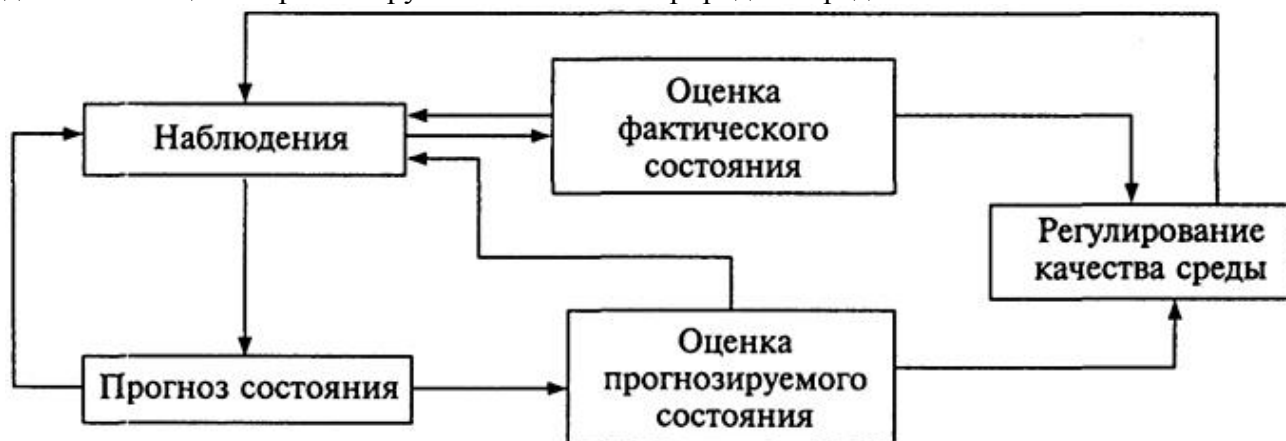 Наблюдения
Оценка
фактического
состояния
Регулирование
качества среды
Прогноз состояния
Оценка
прогнозируемого
состояния